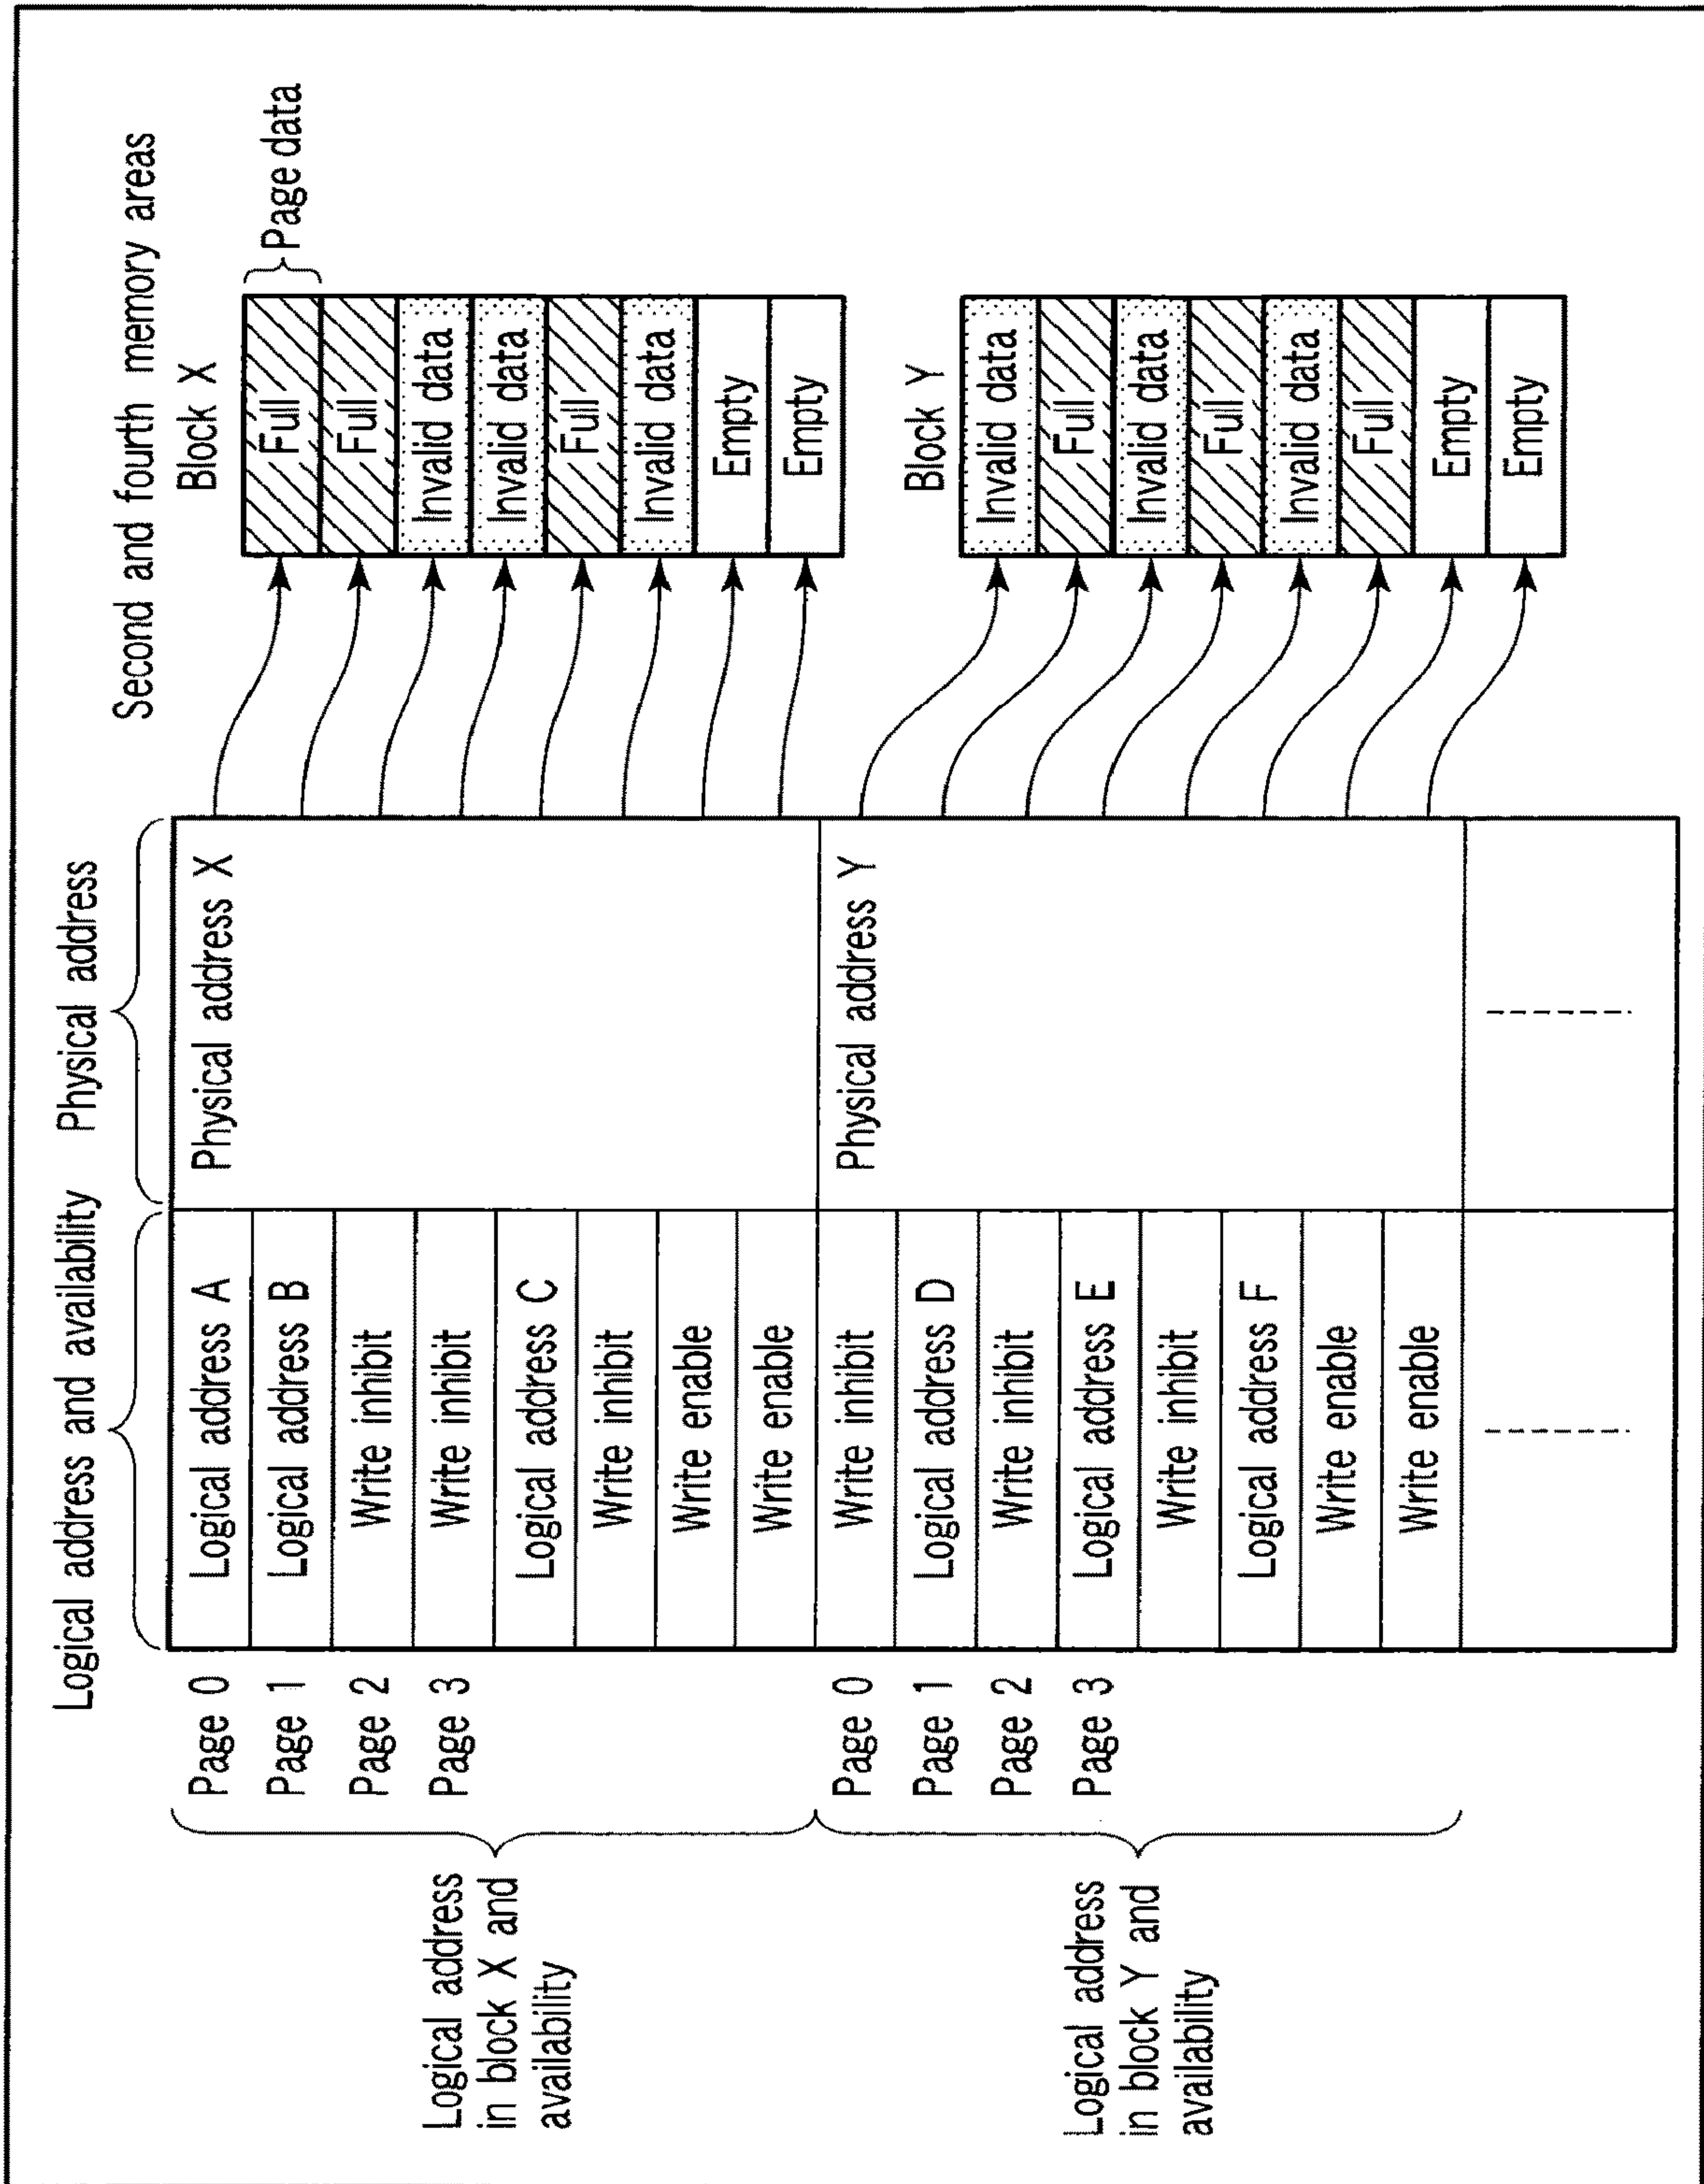 Logical address and availability
Physical address
Second and fourth memory areas
Logical address
in block X and
availability
Page 0
Page 1
Page 2
Page 3
Logical address A
Logical address B
Write inhibit
Write inhibit
Logical address C
Write inhibit
Write enable
Write enable
Physical address X
Block X
Page data
Full
Full
Invalid data
Invalid data
Full
Invalid data
Empty
Empty
Logical address
in block Y and
availability
Page 0
Page 1
Page 2
Page 3
Write inhibit
Logical address D
Write inhibit
Logical address E
Write inhibit
Logical address F
Write enable
Write enable
Physical address Y
Block Y
Invalid data
Full
Invalid data
Full
Invalid data
Full
Empty
Empty